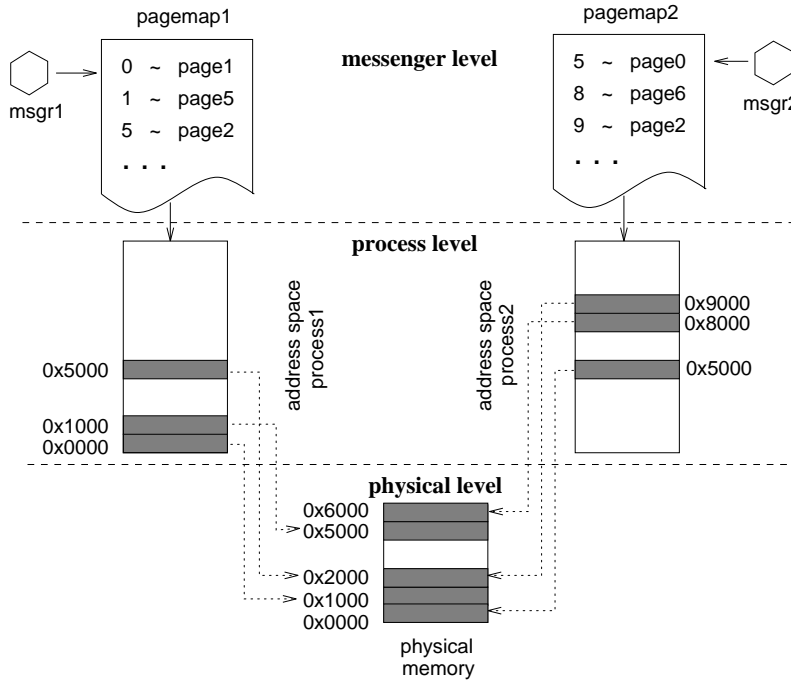 pagemap1
pagemap2
messenger level
msgr1
msgr2
0 ~ page1
1 ~ page5
5 ~ page2
. . .
5 ~ page0
8 ~ page6
9 ~ page2
. . .
process level
address space
process1
address space
process2
0x5000
0x1000
0x0000
0x9000
0x8000
0x5000
physical level
0x6000
0x5000
0x2000
0x1000
0x0000
physical
memory